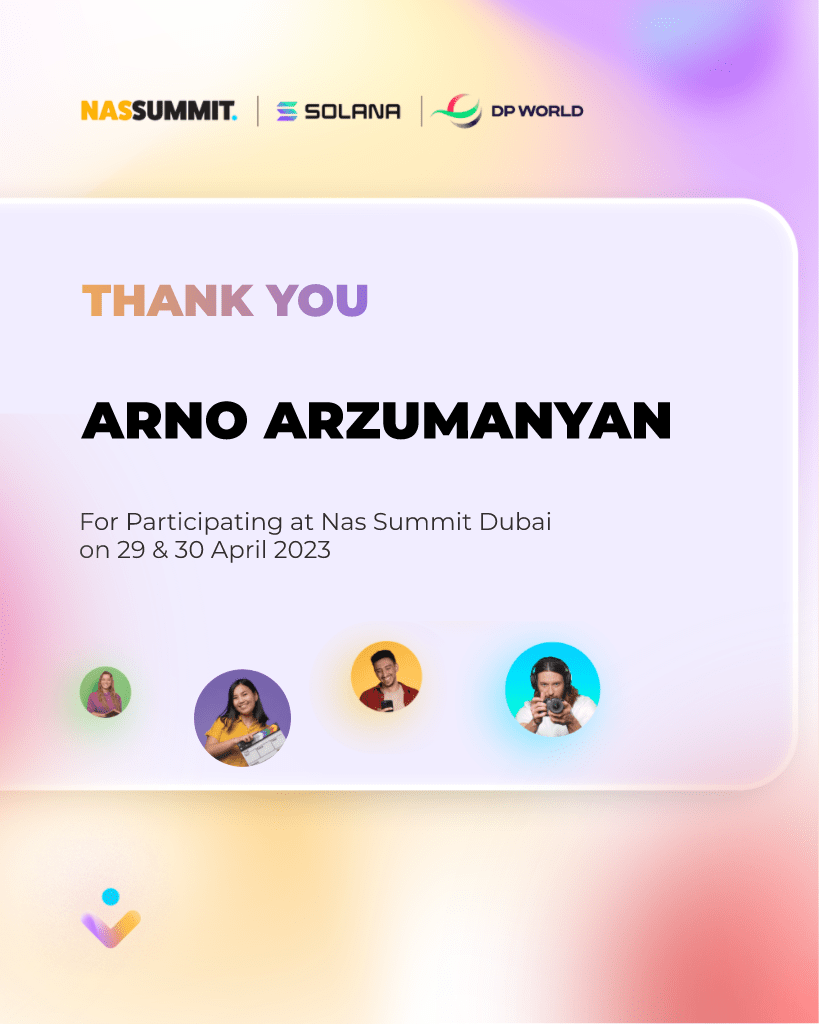 NASSUMMIT. | SOLANA | DP WORLD
THANK YOU
ARNO ARZUMANYAN
For Participating at Nas Summit Dubai
on 29 & 30 April 2023